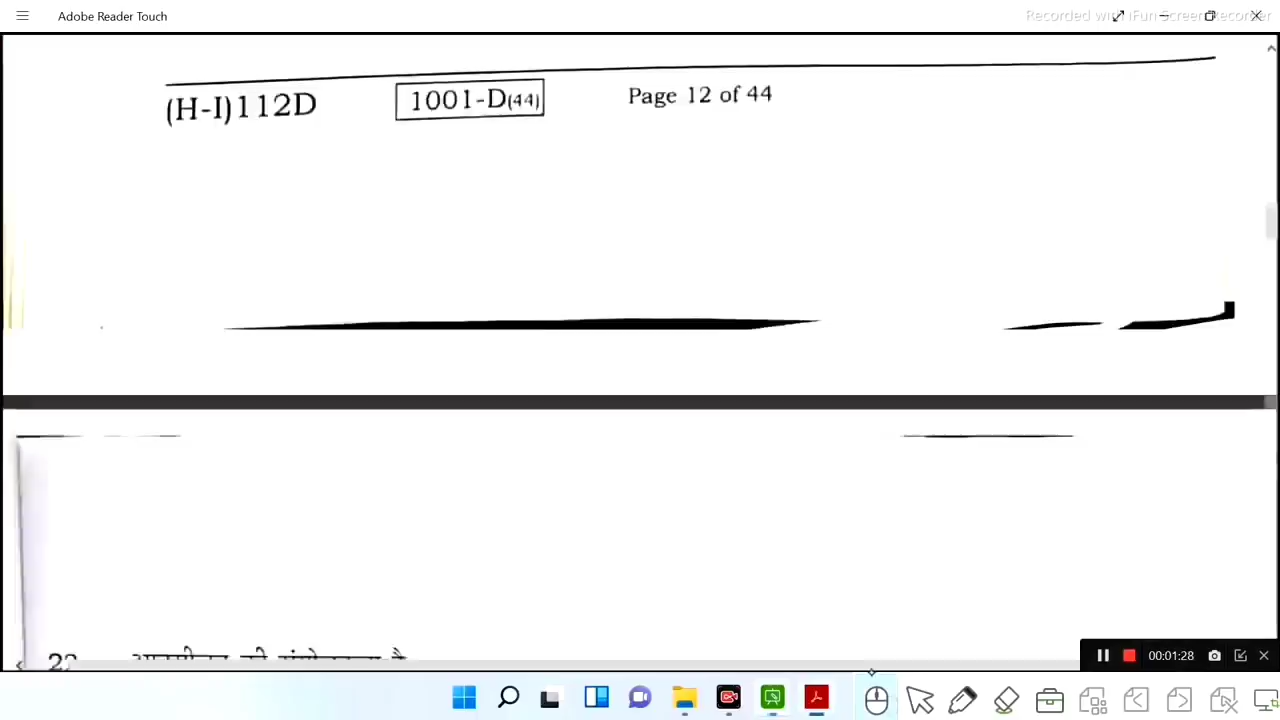 Adobe Reader Touch
Recorded with iFun Screen Recorder
(H-I)112D 1001-D(44) Page 12 of 44
00:01:28